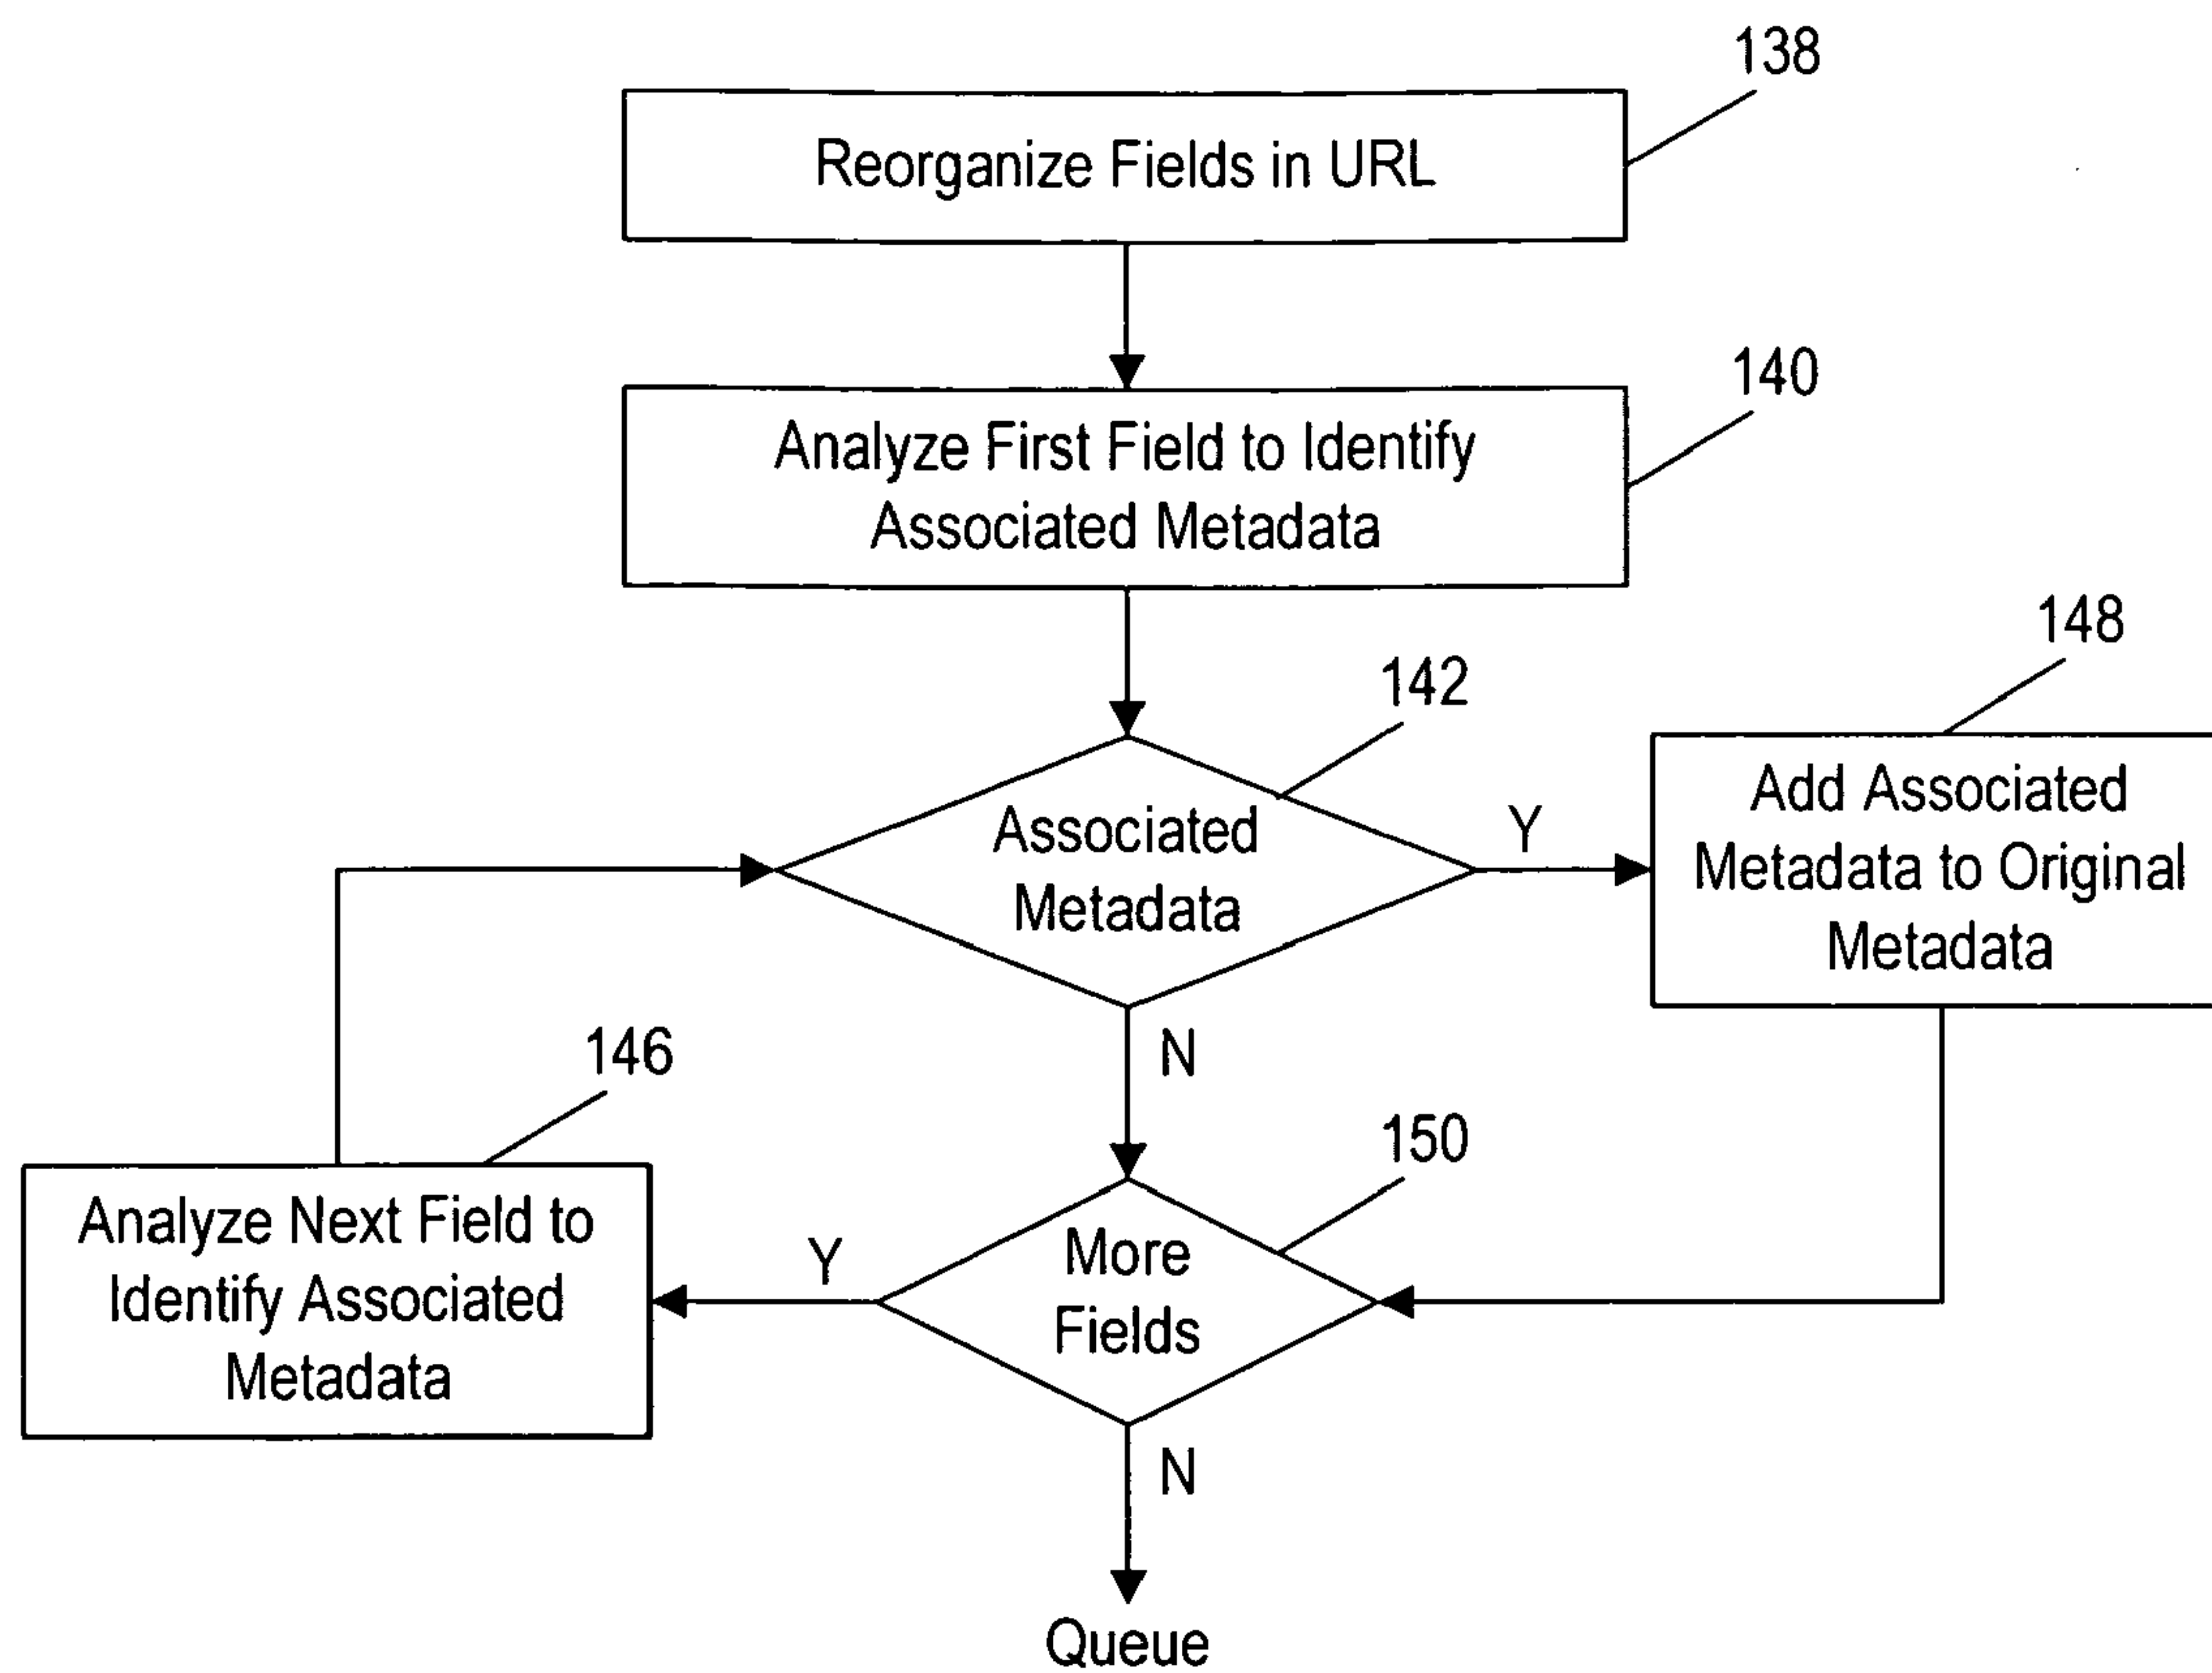 138
Reorganize Fields in URL
140
Analyze First Field to Identify
Associated Metadata
148
142
Add Associated
Metadata to Original
Metadata
Associated
Metadata
Y
N
146
150
Analyze Next Field to
Identify Associated
Metadata
Y
More
Fields
N
Queue